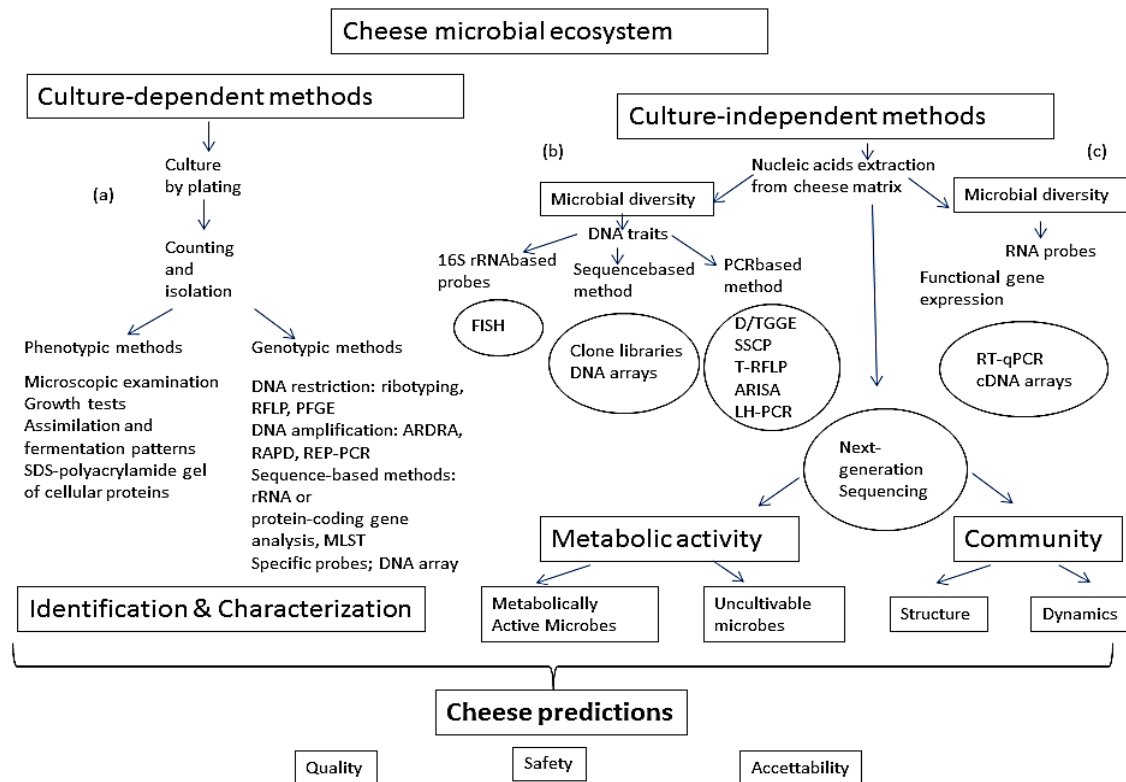 Cheese microbial ecosystem
Culture-dependent methods
(a)
Culture
by plating
Counting
and
isolation
Phenotypic methods
Microscopic examination
Growth tests
Assimilation and
fermentation patterns
SDS-polyacrylamide gel
of cellular proteins
Genotypic methods
DNA restriction: ribotyping,
RFLP, PFGE
DNA amplification: ARDRA,
RAPD, REP-PCR
Sequence-based methods:
rRNA or
protein-coding gene
analysis, MLST
Specific probes; DNA array
Identification & Characterization
Culture-independent methods
(b)
Nucleic acids extraction
from cheese matrix
(c)
Microbial diversity
DNA traits
16S rRNAbased
probes
FISH
Sequencebased
method
Clone libraries
DNA arrays
PCRbased
method
D/TGGE
SSCP
T-RFLP
ARISA
LH-PCR
Microbial diversity
RNA probes
Functional gene
expression
RT-qPCR
cDNA arrays
Next-
generation
Sequencing
Metabolic activity
Metabolically
Active Microbes
Uncultivable
microbes
Community
Structure
Dynamics
Cheese predictions
Quality
Safety
Accettability